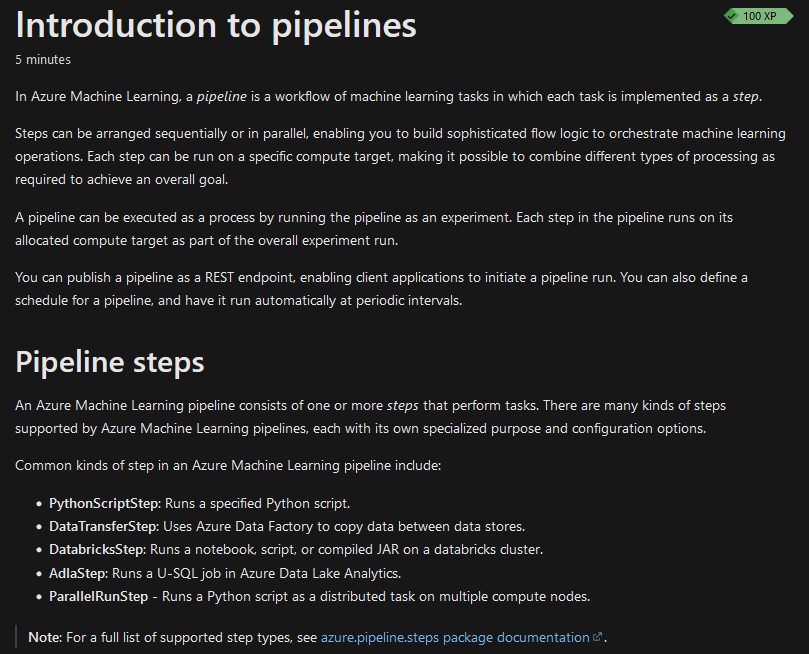 Introduction to pipelines
100 XP
5 minutes
In Azure Machine Learning, a pipeline is a workflow of machine learning tasks in which each task is implemented as a step.
Steps can be arranged sequentially or in parallel, enabling you to build sophisticated flow logic to orchestrate machine learning
operations. Each step can be run on a specific compute target, making it possible to combine different types of processing as
required to achieve an overall goal.
A pipeline can be executed as a process by running the pipeline as an experiment. Each step in the pipeline runs on its
allocated compute target as part of the overall experiment run.
You can publish a pipeline as a REST endpoint, enabling client applications to initiate a pipeline run. You can also define a
schedule for a pipeline, and have it run automatically at periodic intervals.
Pipeline steps
An Azure Machine Learning pipeline consists of one or more steps that perform tasks. There are many kinds of steps
supported by Azure Machine Learning pipelines, each with its own specialized purpose and configuration options.
Common kinds of step in an Azure Machine Learning pipeline include:
• PythonScriptStep: Runs a specified Python script.
• DataTransferStep: Uses Azure Data Factory to copy data between data stores.
• DatabricksStep: Runs a notebook, script, or compiled JAR on a databricks cluster.
• AdlaStep: Runs a U-SQL job in Azure Data Lake Analytics.
• ParallelRunStep - Runs a Python script as a distributed task on multiple compute nodes.
Note: For a full list of supported step types, see azure.pipeline.steps package documentation.